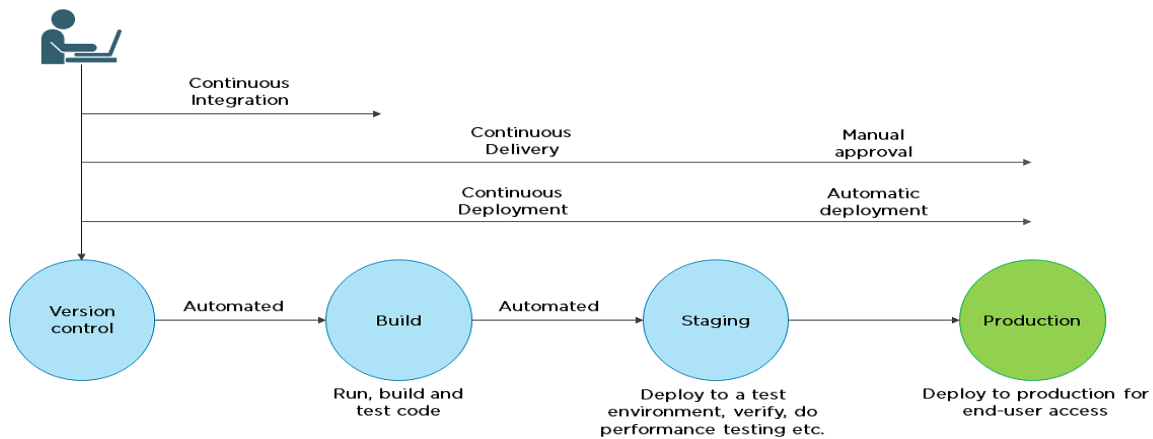 Continuous
Integration
Continuous
Delivery
Manual
approval
Continuous
Deployment
Automatic
deployment
Version
control
Automated
Build
Automated
Staging
Production
Run, build and
test code
Deploy to a test
environment, verify, do
performance testing etc.
Deploy to production for
end-user access